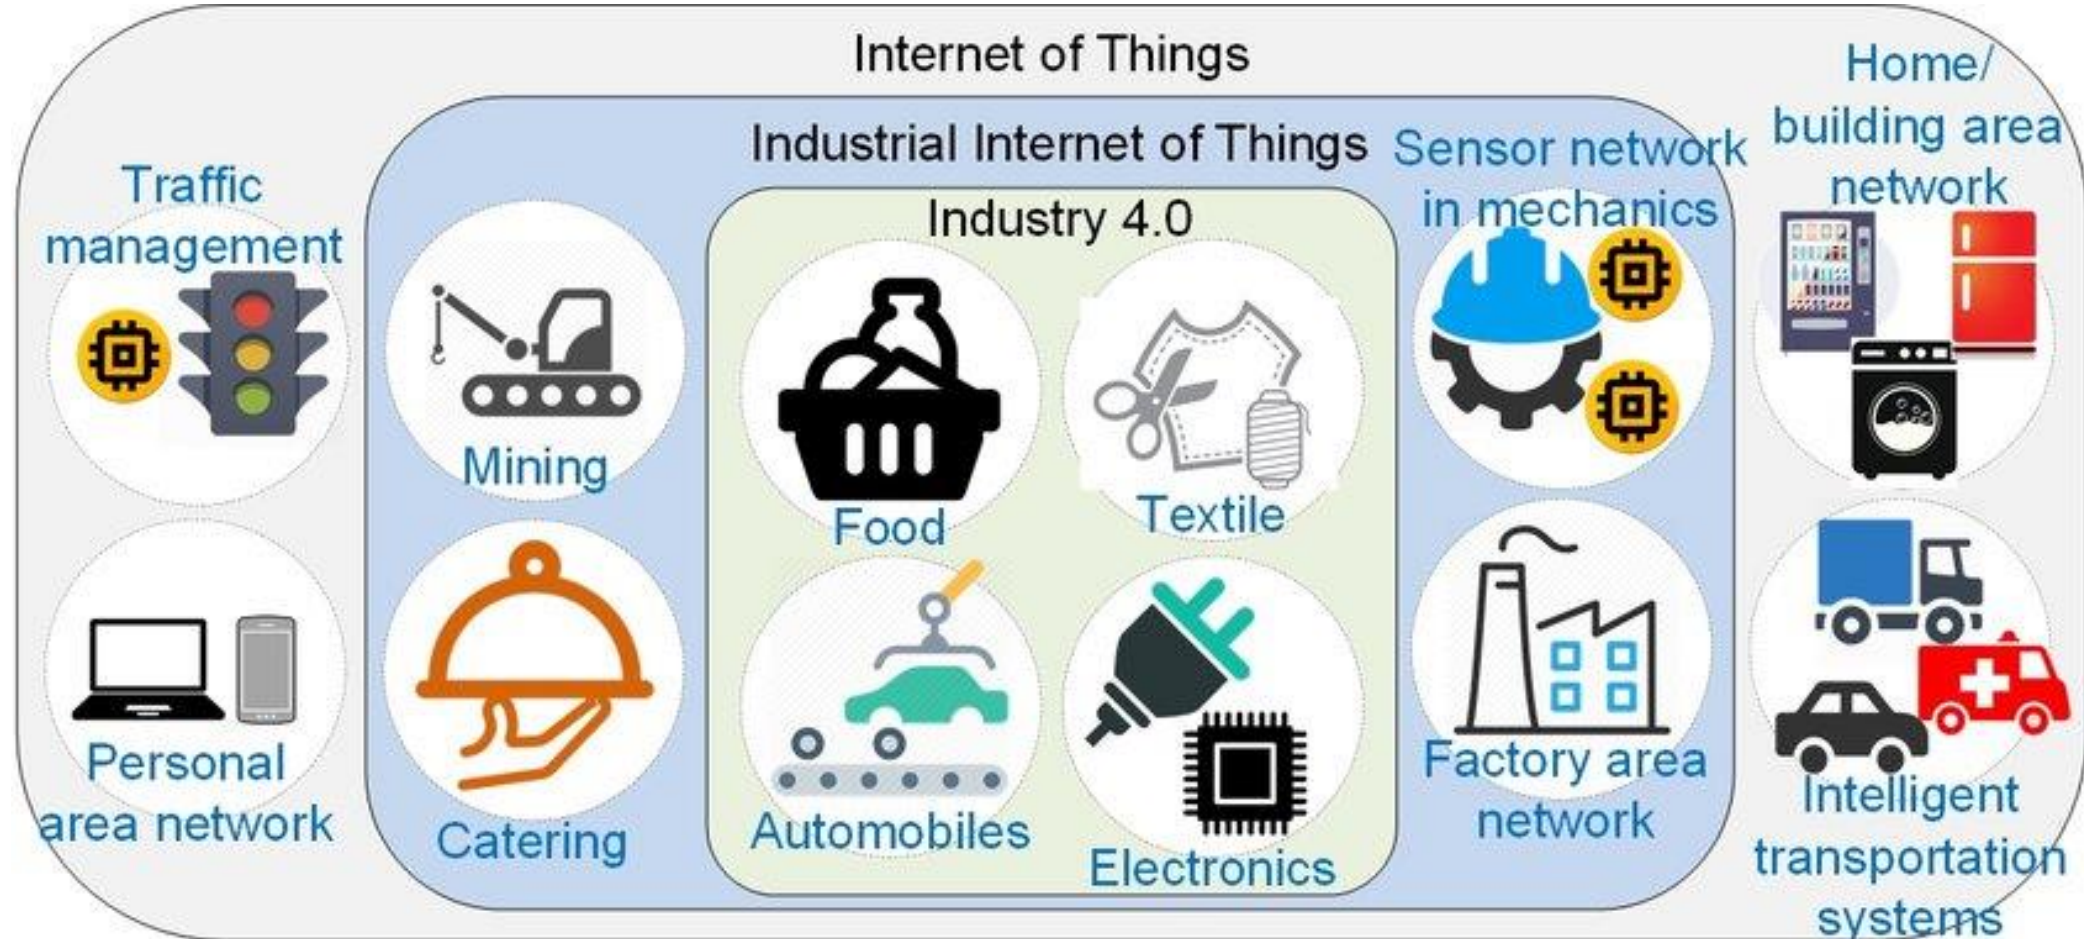 Internet of Things
Industrial Internet of Things
Industry 4.0
Traffic
management
Personal
area network
Mining
Catering
Food
Textile
Automobiles
Electronics
Sensor network
in mechanics
Factory area
network
Home/
building area
network
Intelligent
transportation
systems